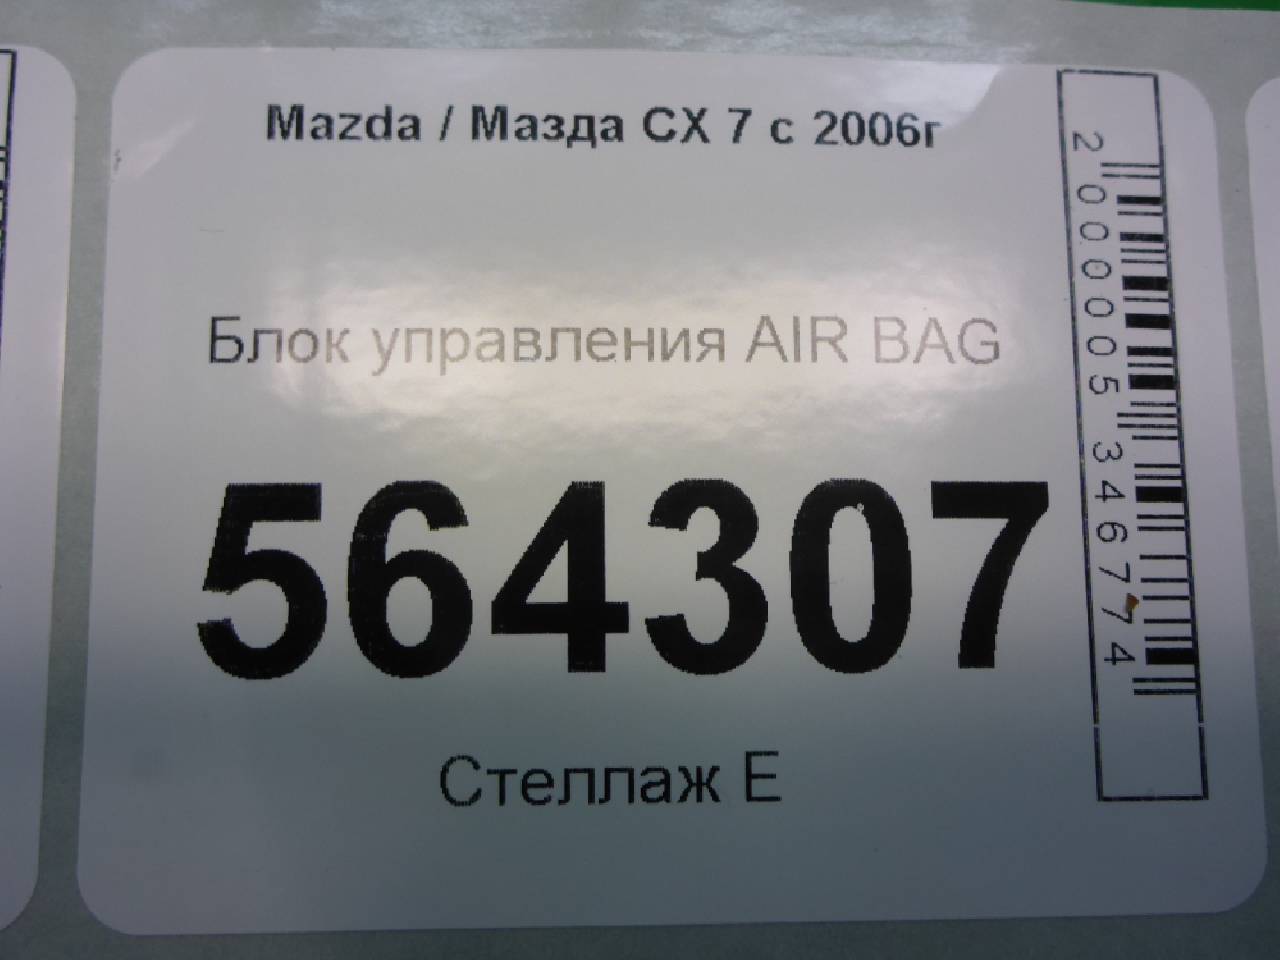 Mazda / Мазда CX 7 с 2006г
Блок управления AIR BAG
564307
Стеллаж Е
2000005346774